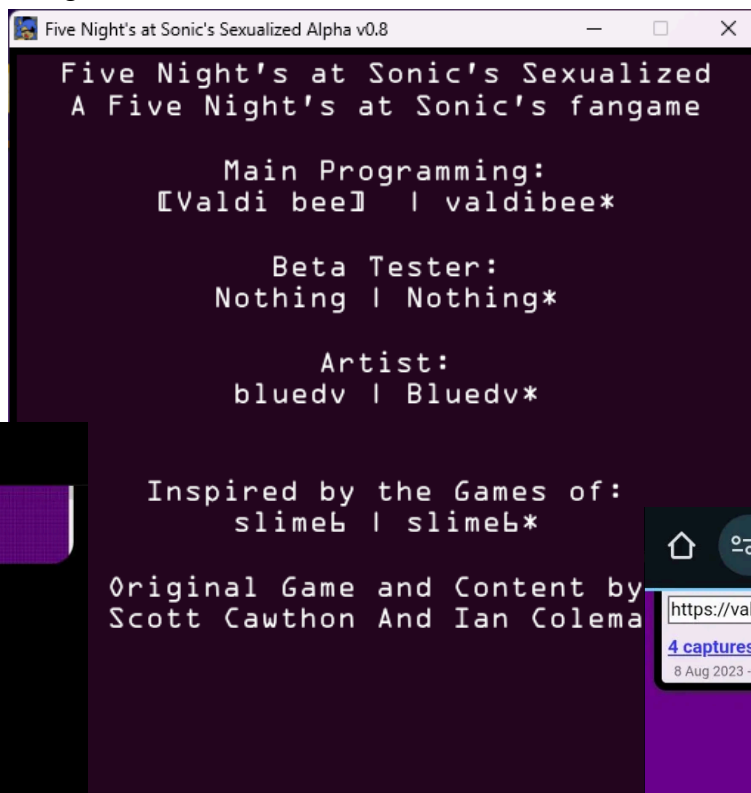 Five Night's at Sonic's Sexualized Alpha v0.8
Five Night's at Sonic's Sexualized
A Five Night's at Sonic's fangame
Main Programming:
【Valdi bee】 | valdibee*
Beta Tester:
Nothing | Nothing*
Artist:
bluedv | Bluedv*
Inspired by the Games of:
slime6 | slime6*
Original Game and Content by
Scott Cawthon And Ian Colema
https://val
4 captures
8 Aug 2023 -